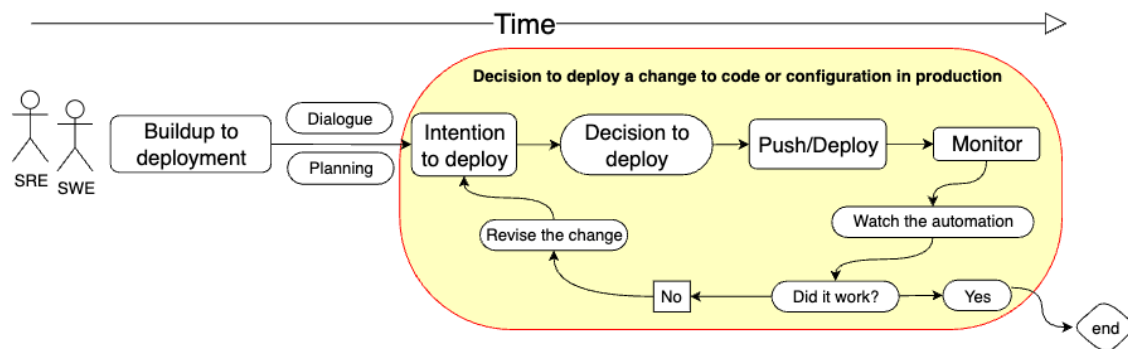 Time
Decision to deploy a change to code or configuration in production
SRE
SWE
Buildup to
deployment
Dialogue
Planning
Intention
to deploy
Decision to
deploy
Push/Deploy
Monitor
Watch the automation
Did it work?
Yes
No
Revise the change
end